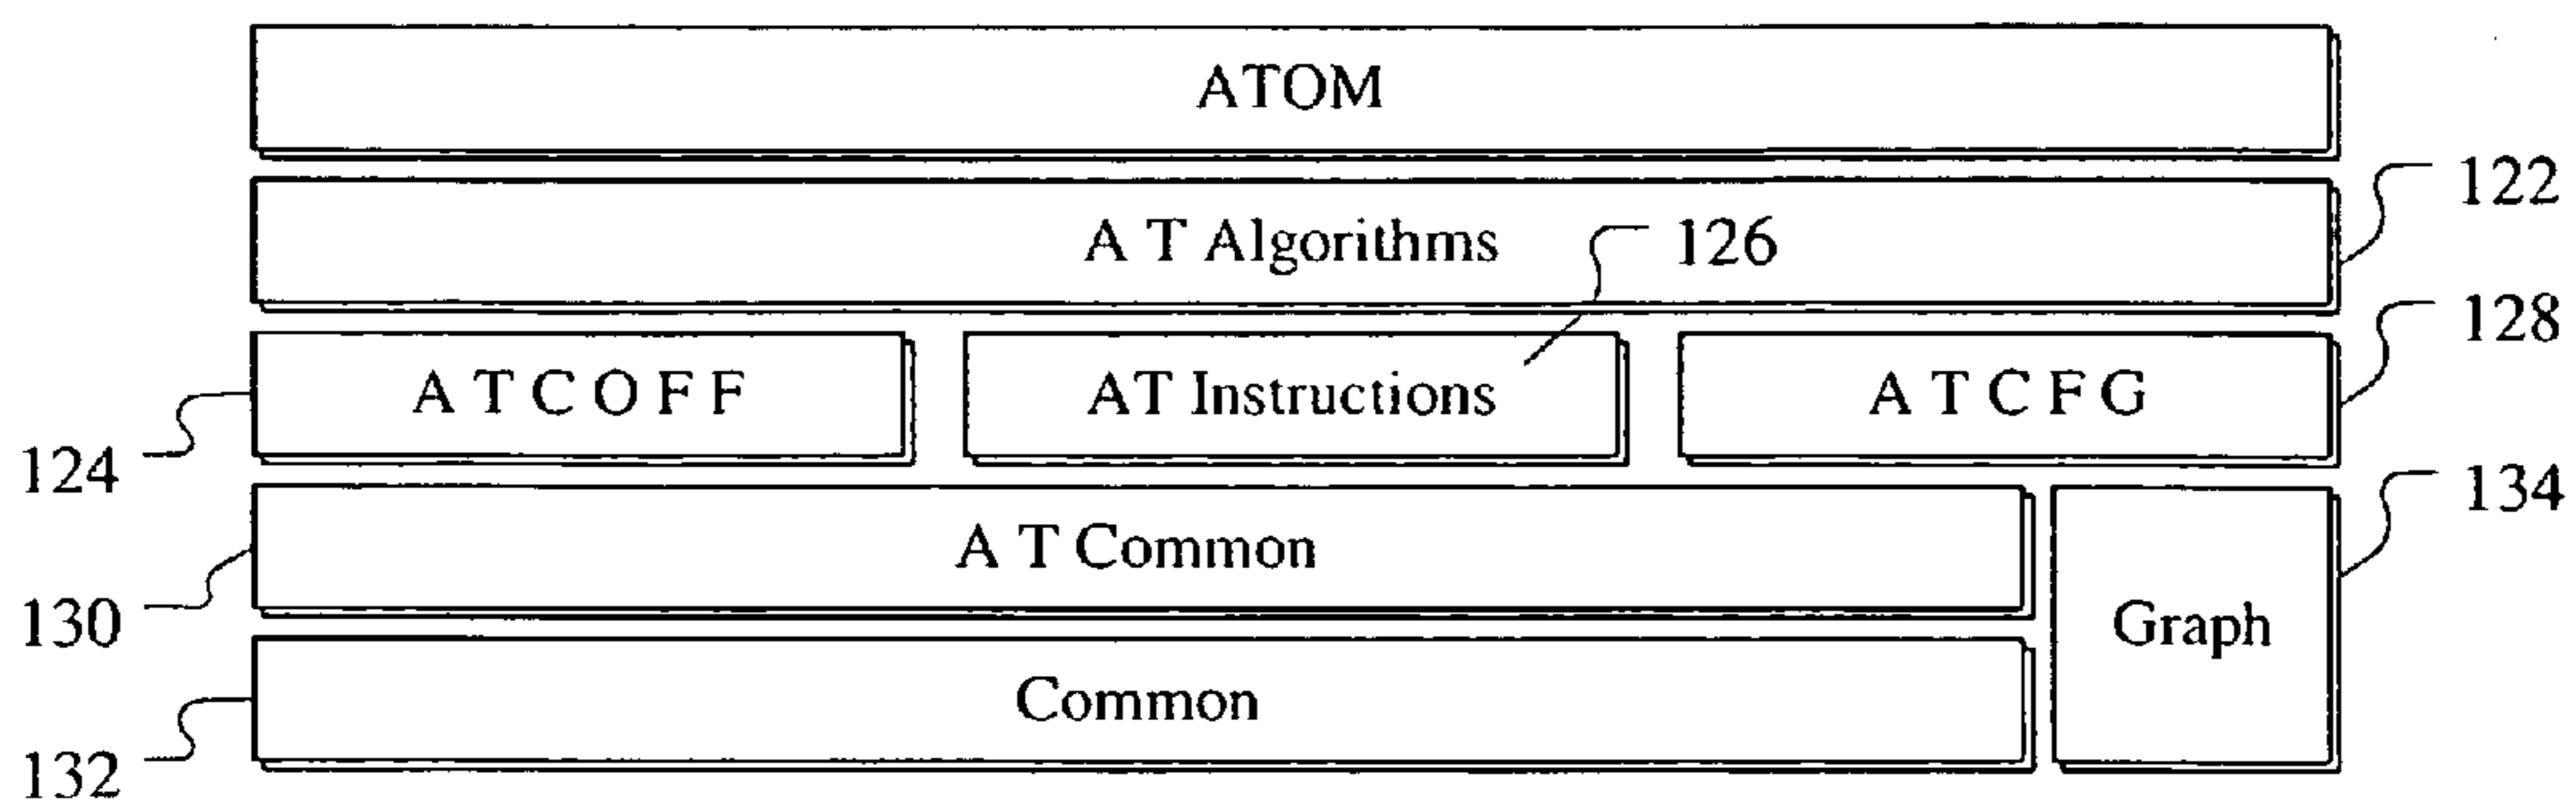 ATOM
122
A T Algorithms
126
128
A T C O F F
AT Instructions
A T C F G
124
134
A T Common
130
Graph
Common
132